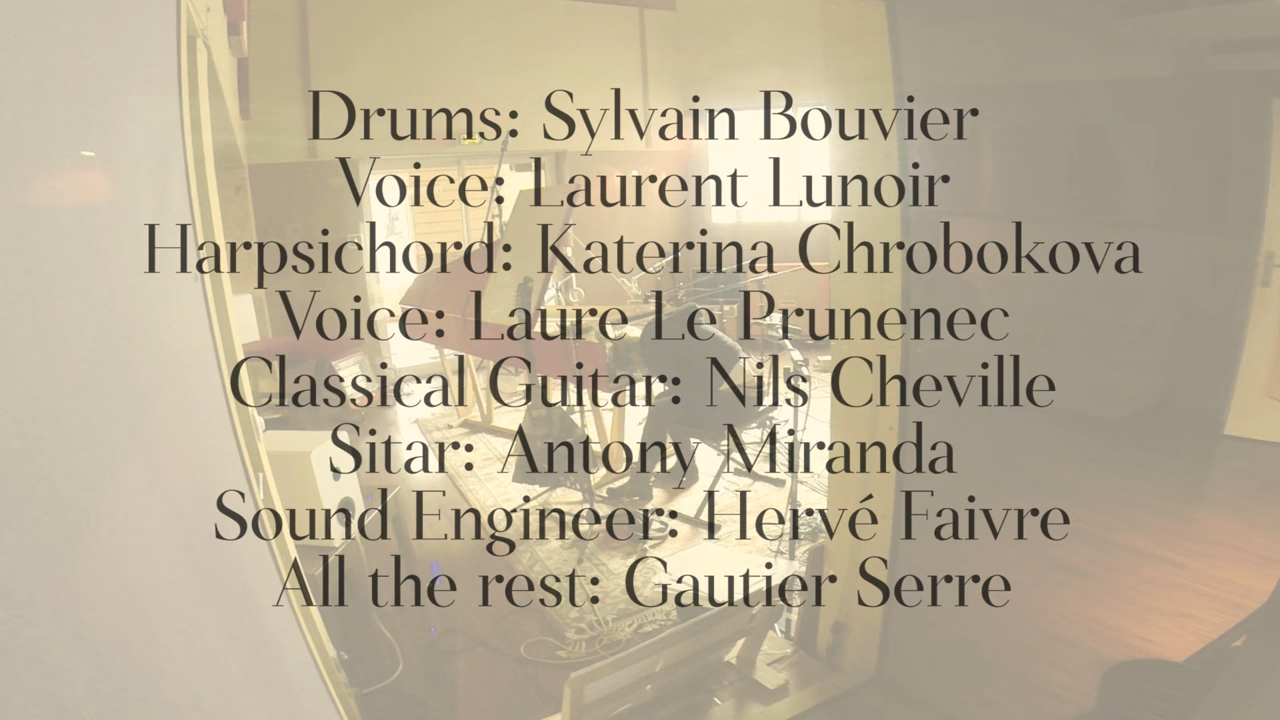 Drums: Sylvain Bouvier
Voice: Laurent Lunoir
Harpsichord: Katerina Chrobokova
Voice: Laure Le Prunenec
Classical Guitar: Nils Cheville
Sitar: Antony Miranda
Sound Engineer: Hervé Faivre
All the rest: Gautier Serre